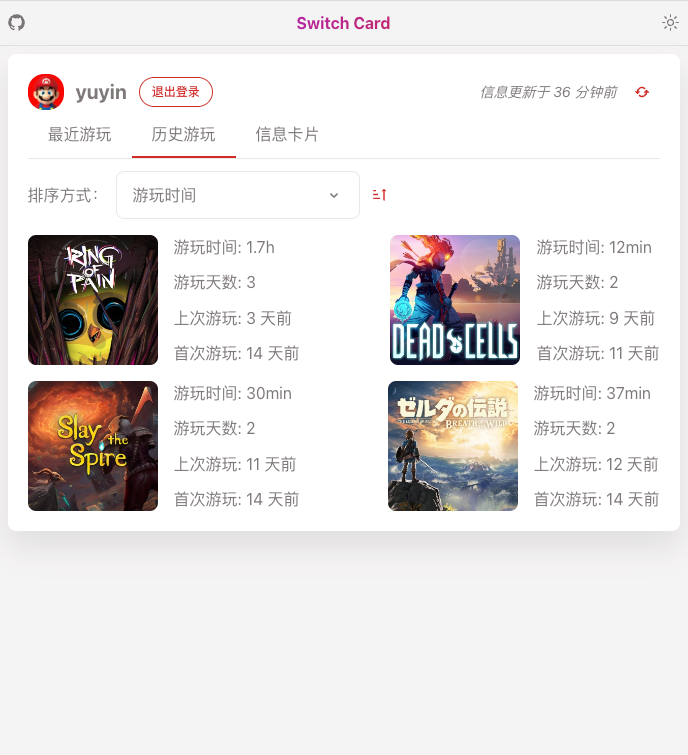 Switch Card
yuyin
退出登录
信息更新于 36 分钟前
最近游玩
历史游玩
信息卡片
排序方式：
游玩时间
RING OF PAIN
游玩时间: 1.7h
游玩天数: 3
上次游玩: 3 天前
首次游玩: 14 天前
DEAD CELLS
游玩时间: 12min
游玩天数: 2
上次游玩: 9 天前
首次游玩: 11 天前
Slay the Spire
游玩时间: 30min
游玩天数: 2
上次游玩: 11 天前
首次游玩: 14 天前
ゼルダの伝説
BREATH OF THE WILD
游玩时间: 37min
游玩天数: 2
上次游玩: 12 天前
首次游玩: 14 天前